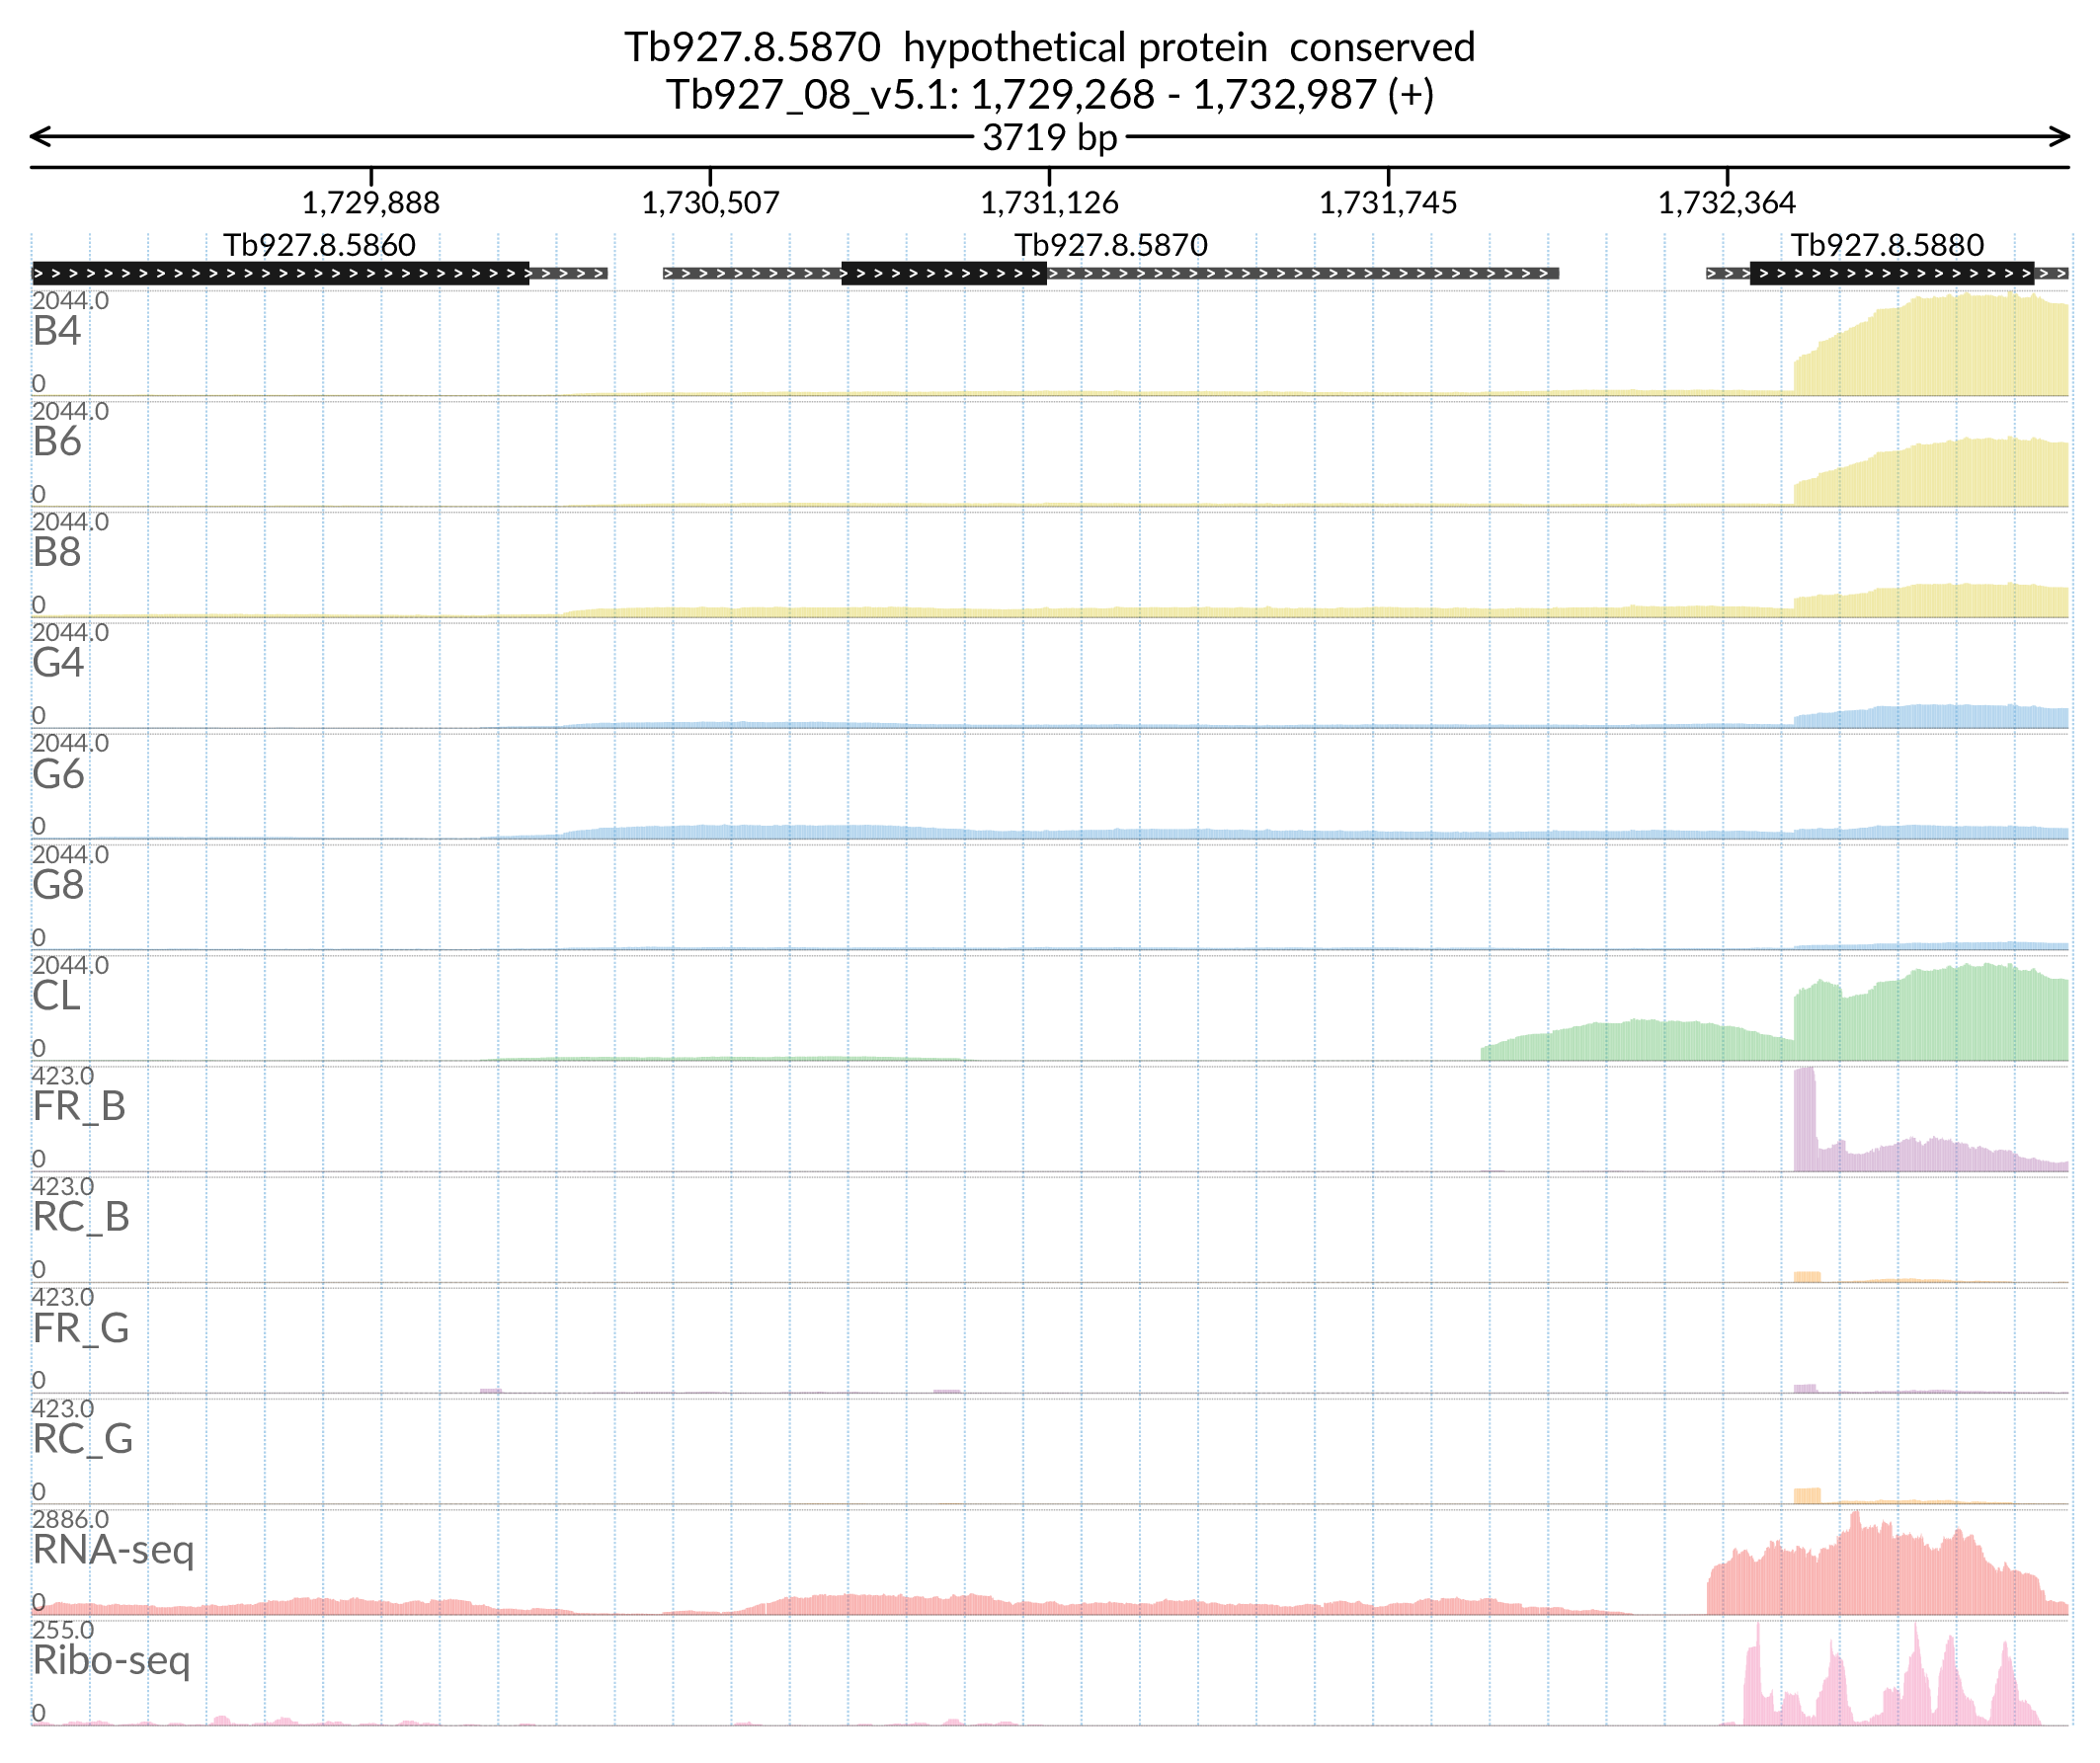 Tb927.8.5870 hypothetical protein conserved
Tb927_08_v5.1: 1,729,268 - 1,732,987 (+)
3719 bp
1,729,888 1,730,507 1,731,126 1,731,745 1,732,364
Tb927.8.5860 Tb927.8.5870 Tb927.8.5880
2044.0
B4
0
2044.0
B6
0
2044.0
B8
0
2044.0
G4
0
2044.0
G6
0
2044.0
G8
0
2044.0
CL
0
423.0
FR_B
0
423.0
RC_B
0
423.0
FR_G
0
423.0
RC_G
0
2886.0
RNA-seq
0
255.0
Ribo-seq
0